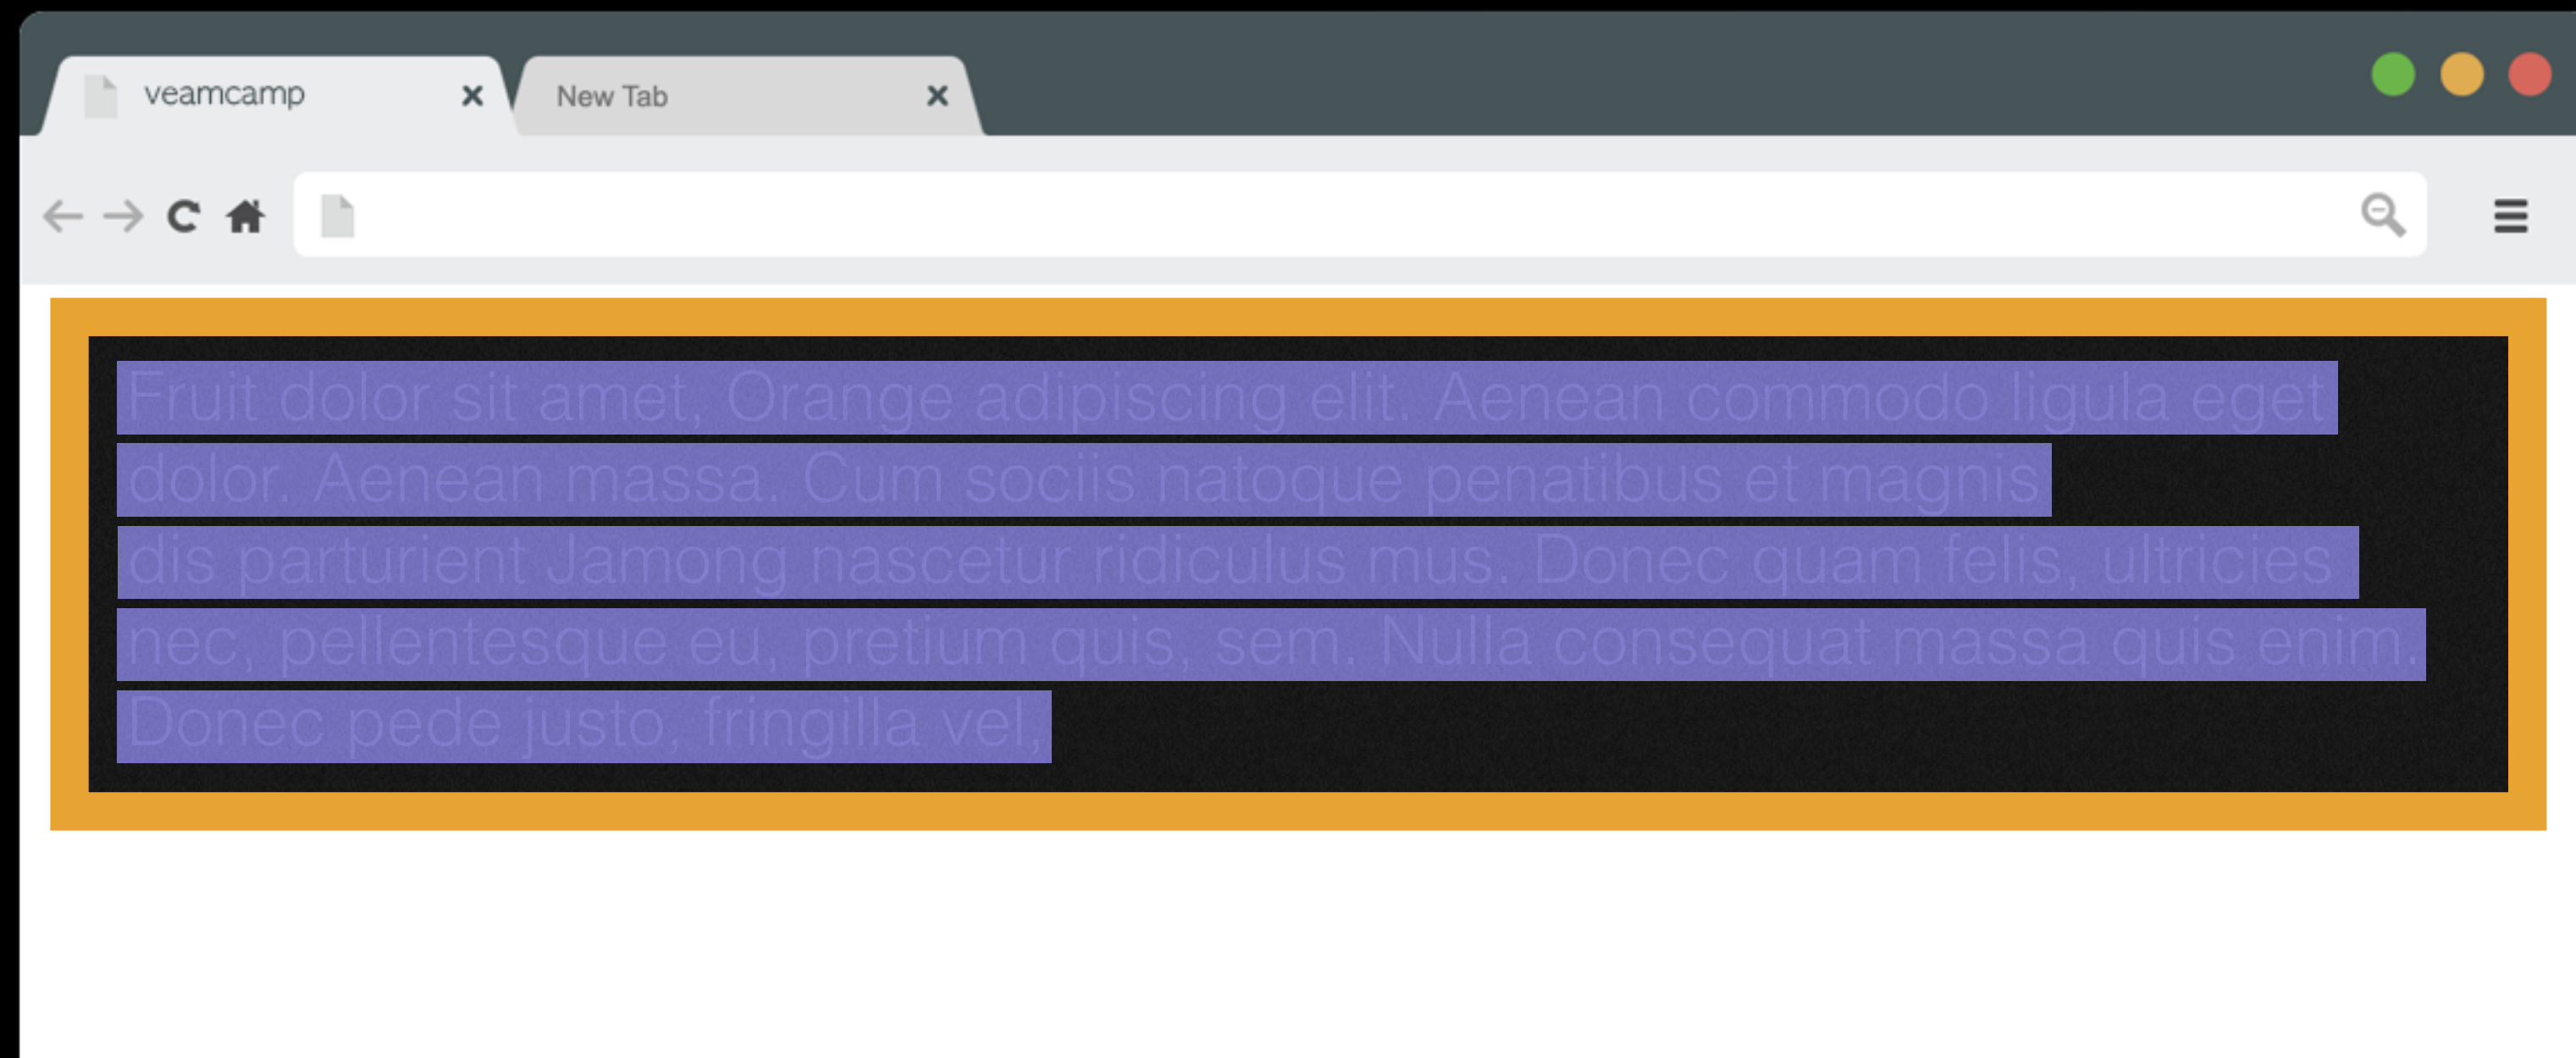 veamcamp
New Tab
Fruit dolor sit amet, Orange adipiscing elit. Aenean commodo ligula eget
dolor. Aenean massa. Cum sociis natoque penatibus et magnis
dis parturient Jamong nascetur ridiculus mus. Donec quam felis, ultricies
nec, pellentesque eu, pretium quis, sem. Nulla consequat massa quis enim.
Donec pede justo, fringilla vel,